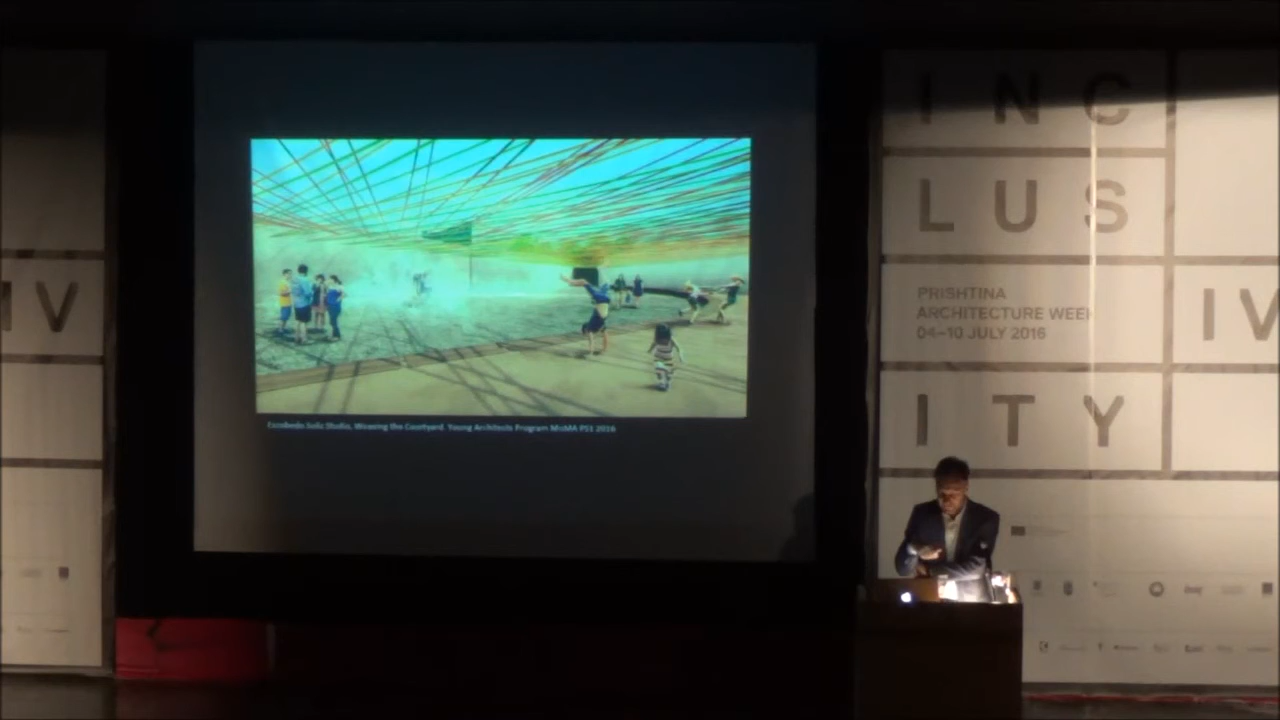 IV
Escobedo Soliz Studio, Weaving the Courtyard. Young Architects Program MoMA PS1 2016
INC
LUS
PRISHTINA
ARCHITECTURE WEEK
04–10 JULY 2016
IV
ITY